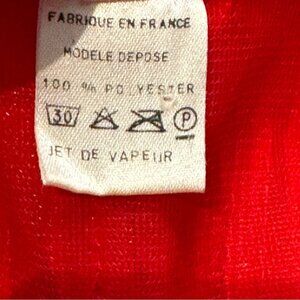 FABRIQUE EN FRANCE
MODELE DEPOSE
100 % POLYESTER
30 P
JET DE VAPEUR